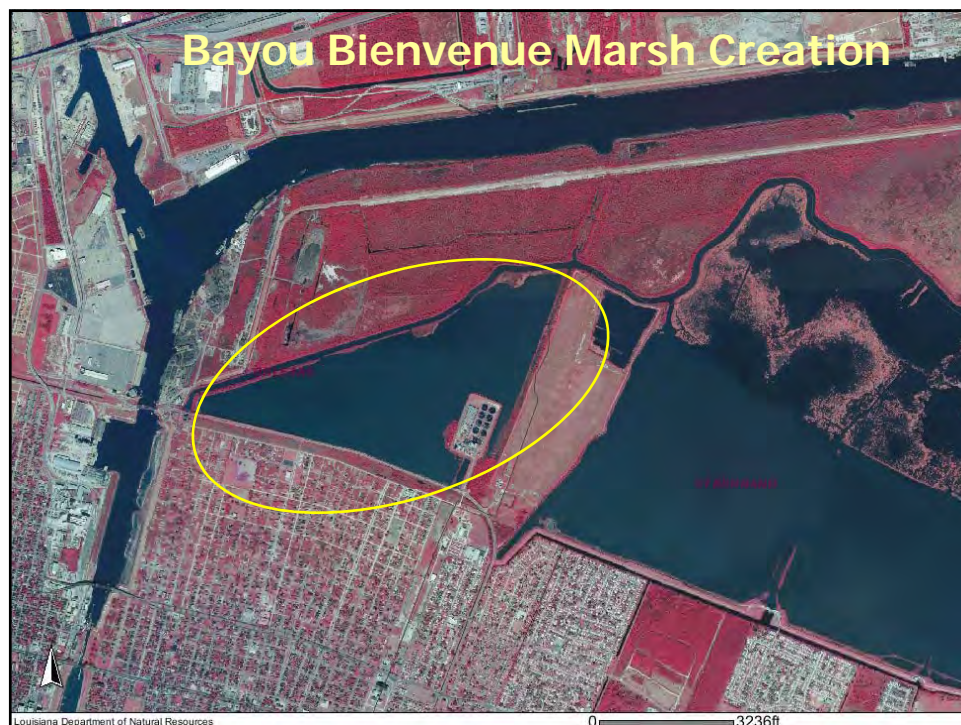 Bayou Bienvenue Marsh Creation
Louisiana Department of Natural Resources
0 3236ft